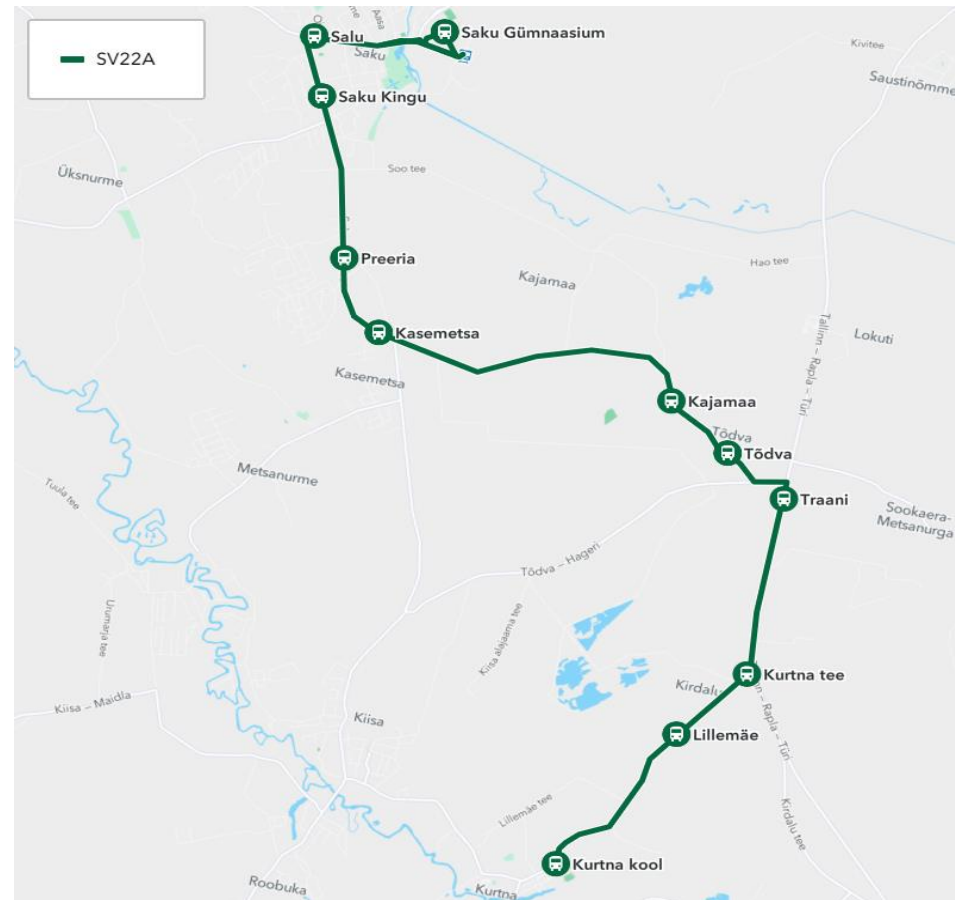 SV22A
Salu
Saku Gümnaasium
Aasa
Saku
Kivitee
Saustinõmme
Saku Kingu
Soo tee
Üksnurme
Preeria
Kajamaa
Hao tee
Tallinn – Rapla – Türi
Lokuti
Kasemetsa
Kasemetsa
Kajamaa
Tõdva
Tõdva
Metsanurme
Tuula tee
Traani
Sookaera-
Metsanurga
Tõdva – Hageri
Urumarja tee
Kiisa alajaama tee
Kurtna tee
Kirdalu
– Rapla – Türi
Kiisa – Maidla
Kiisa
Lillemäe
Lillemäe tee
Kirdalu tee
Kurtna kool
Roobuka
Kurtna